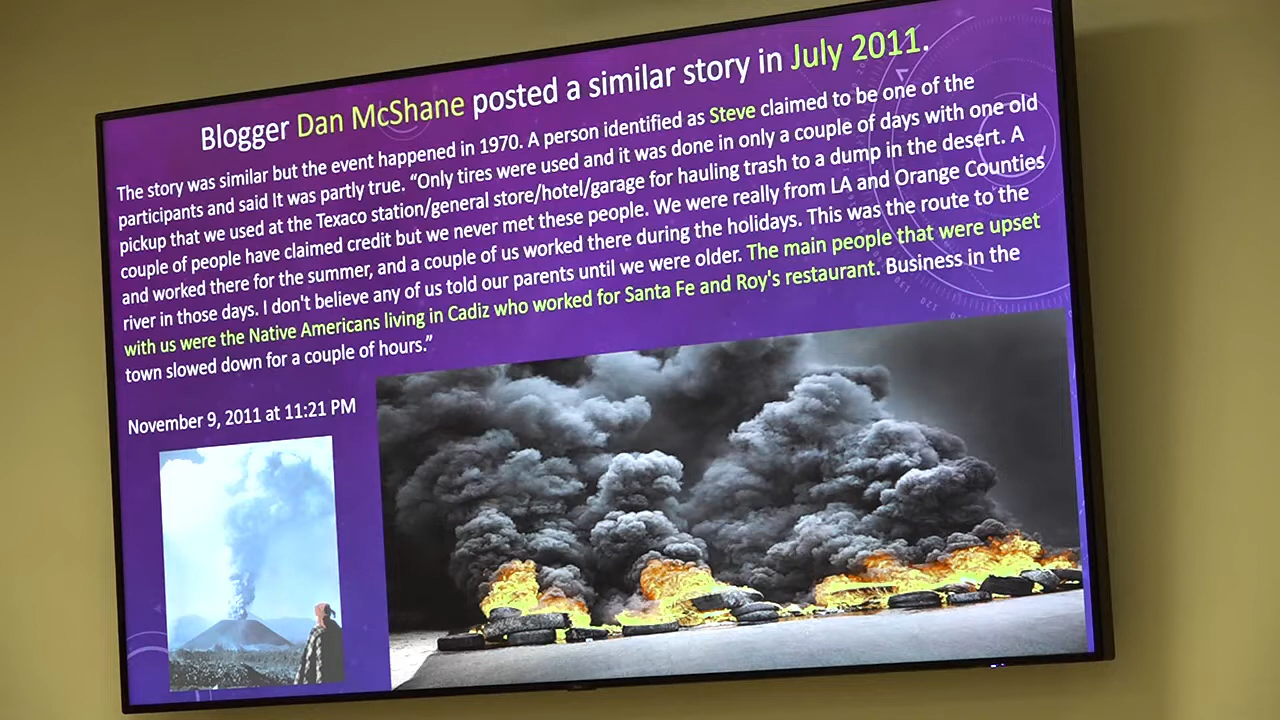 Blogger Dan McShane posted a similar story in July 2011.
The story was similar but the event happened in 1970. A person identified as Steve claimed to be one of the
participants and said It was partly true. “Only tires were used and it was done in only a couple of days with one old
pickup that we used at the Texaco station/general store/hotel/garage for hauling trash to a dump in the desert. A
couple of people have claimed credit but we never met these people. We were really from LA and Orange Counties
and worked there for the summer, and a couple of us worked there during the holidays. This was the route to the
river in those days. I don't believe any of us told our parents until we were older. The main people that were upset
with us were the Native Americans living in Cadiz who worked for Santa Fe and Roy's restaurant. Business in the
town slowed down for a couple of hours.”
November 9, 2011 at 11:21 PM